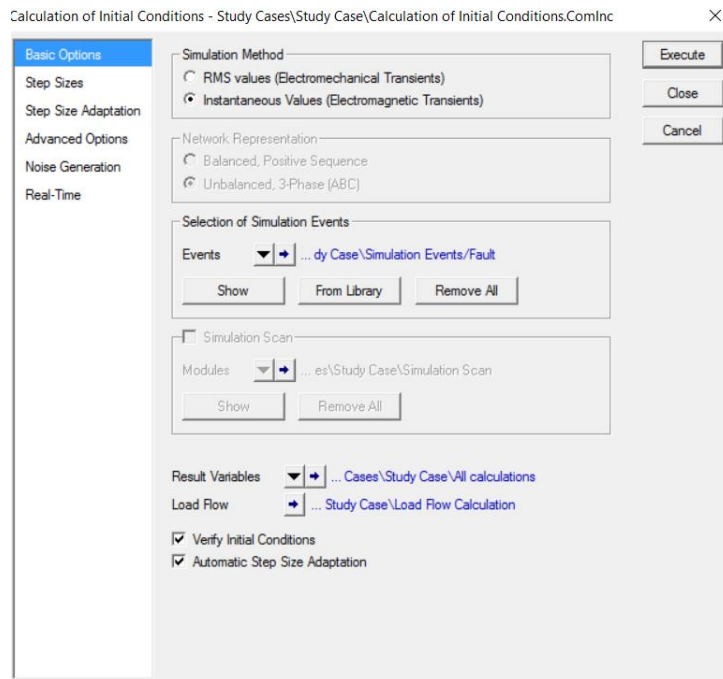 Calculation of Initial Conditions - Study Cases\Study Case\Calculation of Initial Conditions.ComInc
Basic Options
Step Sizes
Step Size Adaptation
Advanced Options
Noise Generation
Real-Time
Simulation Method
RMS values (Electromechanical Transients)
Instantaneous Values (Electromagnetic Transients)
Network Representation
Balanced, Positive Sequence
Unbalanced, 3-Phase (ABC)
Selection of Simulation Events
Events ... dy Case\Simulation Events/Fault
Show From Library Remove All
Simulation Scan
Modules ... es\Study Case\Simulation Scan
Show Remove All
Result Variables ... Cases\Study Case\All calculations
Load Flow ... Study Case\Load Flow Calculation
Verify Initial Conditions
Automatic Step Size Adaptation
Execute
Close
Cancel